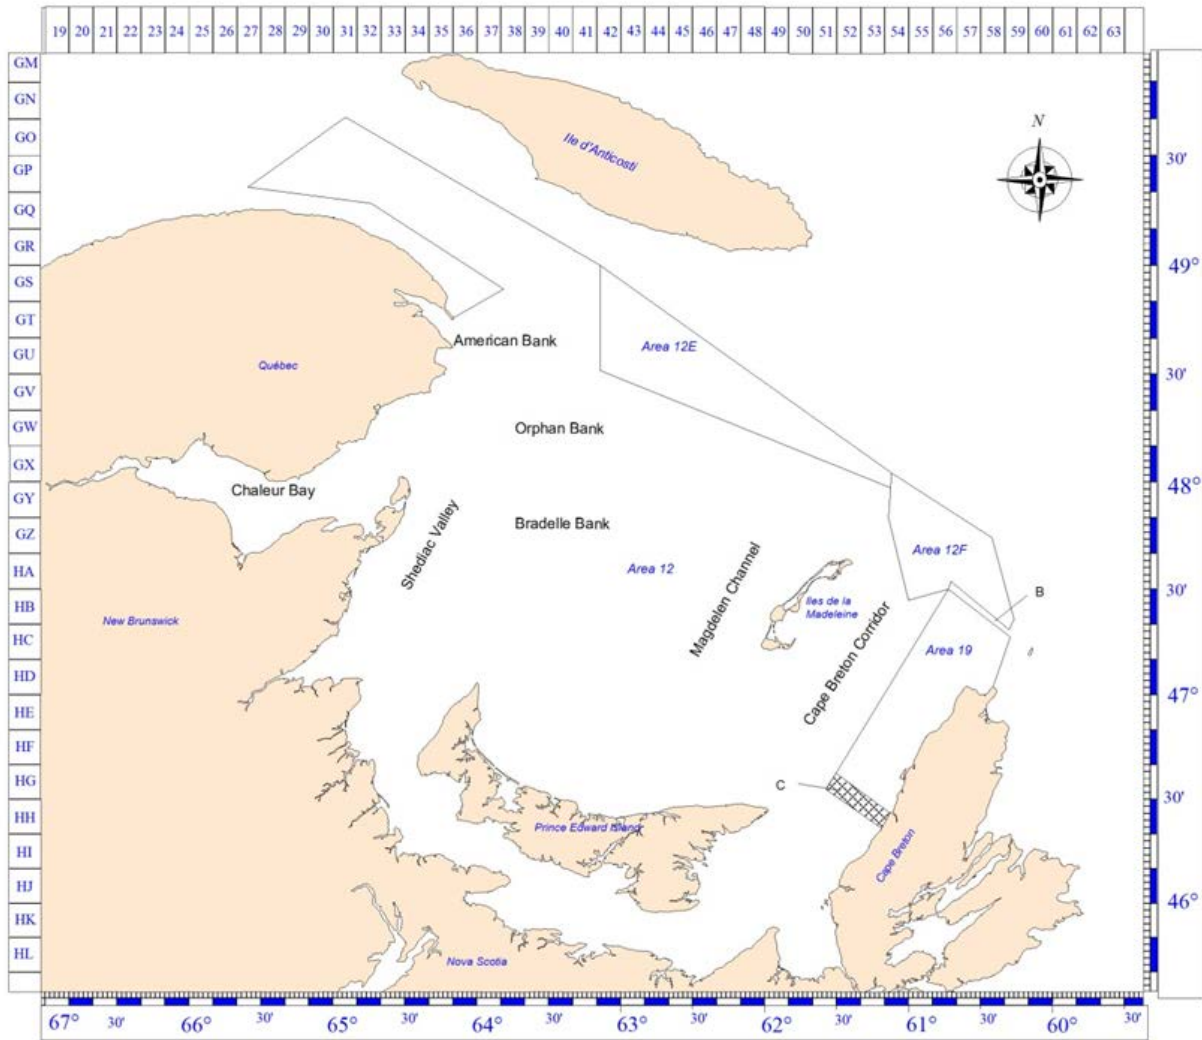 19 20 21 22 23 24 25 26 27 28 29 30 31 32 33 34 35 36 37 38 39 40 41 42 43 44 45 46 47 48 49 50 51 52 53 54 55 56 57 58 59 60 61 62 63
GM
GN
GO
GP
GQ
GR
GS
GT
GU
GV
GW
GX
GY
GZ
HA
HB
HC
HD
HE
HF
HG
HH
HI
HJ
HK
HL
Ile d'Anticosti
N
American Bank
Area 12E
Québec
Orphan Bank
Chaleur Bay
Shediac Valley
Bradelle Bank
Area 12
Magdelen Channel
Area 12F
Iles de la
Madeleine
B
New Brunswick
Cape Breton Corridor
Area 19
C
Prince Edward Island
Cape Breton
Nova Scotia
30'
49°
30'
48°
30'
47°
30'
46°
67° 30' 66° 30' 65° 30' 64° 30' 63° 30' 62° 30' 61° 30' 60° 30'